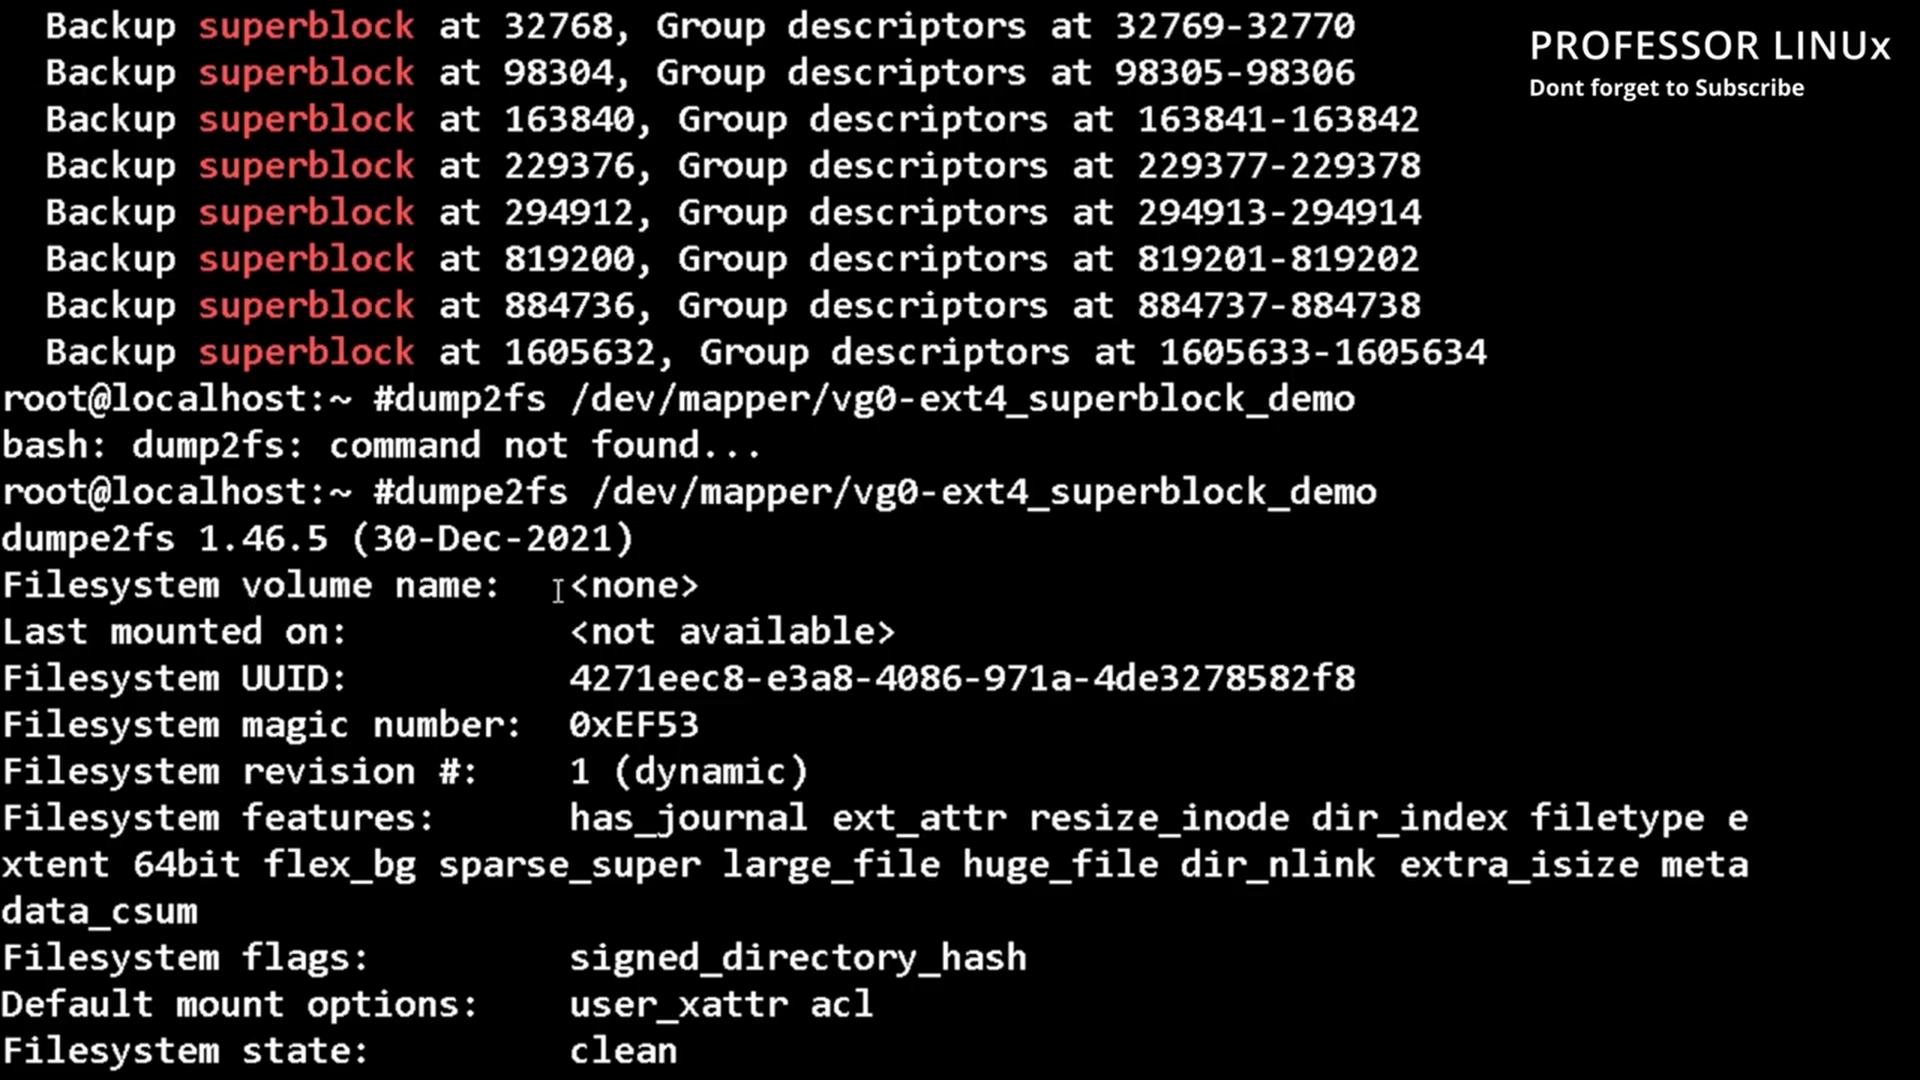 Backup superblock at 32768, Group descriptors at 32769-32770
PROFESSOR LINUx
Backup superblock at 98304, Group descriptors at 98305-98306
Dont forget to Subscribe
Backup superblock at 163840, Group descriptors at 163841-163842
Backup superblock at 229376, Group descriptors at 229377-229378
Backup superblock at 294912, Group descriptors at 294913-294914
Backup superblock at 819200, Group descriptors at 819201-819202
Backup superblock at 884736, Group descriptors at 884737-884738
Backup superblock at 1605632, Group descriptors at 1605633-1605634
root@localhost:~ #dump2fs /dev/mapper/vg0-ext4_superblock_demo
bash: dump2fs: command not found...
root@localhost:~ #dumpe2fs /dev/mapper/vg0-ext4_superblock_demo
dumpe2fs 1.46.5 (30-Dec-2021)
Filesystem volume name:   <none>
Last mounted on:          <not available>
Filesystem UUID:          4271eec8-e3a8-4086-971a-4de3278582f8
Filesystem magic number:  0xEF53
Filesystem revision #:    1 (dynamic)
Filesystem features:      has_journal ext_attr resize_inode dir_index filetype e
xtent 64bit flex_bg sparse_super large_file huge_file dir_nlink extra_isize meta
data_csum
Filesystem flags:         signed_directory_hash
Default mount options:    user_xattr acl
Filesystem state:         clean